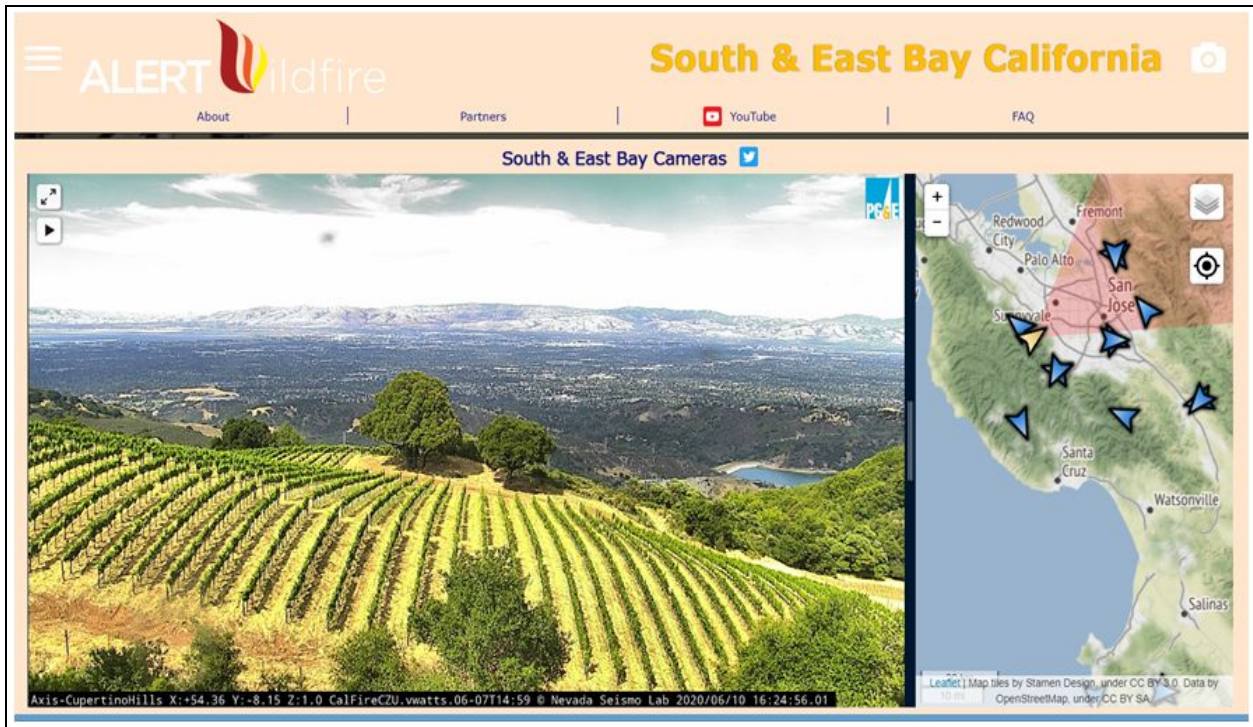 ALERT Wildfire
South & East Bay California
About
Partners
YouTube
FAQ
South & East Bay Cameras
PG&E
+
−
Redwood
City
Fremont
Palo Alto
San
Jose
Sunnyvale
Santa
Cruz
Watsonville
Salinas
Axis-CupertinoHills X:+54.36 Y:-8.15 Z:1.0 CalFireCZU.vwatts.06-07T14:59 © Nevada Seismo Lab 2020/06/10 16:24:56.01
10 mi
Leaflet | Map tiles by Stamen Design, under CC BY 3.0. Data by
OpenStreetMap, under CC BY SA.